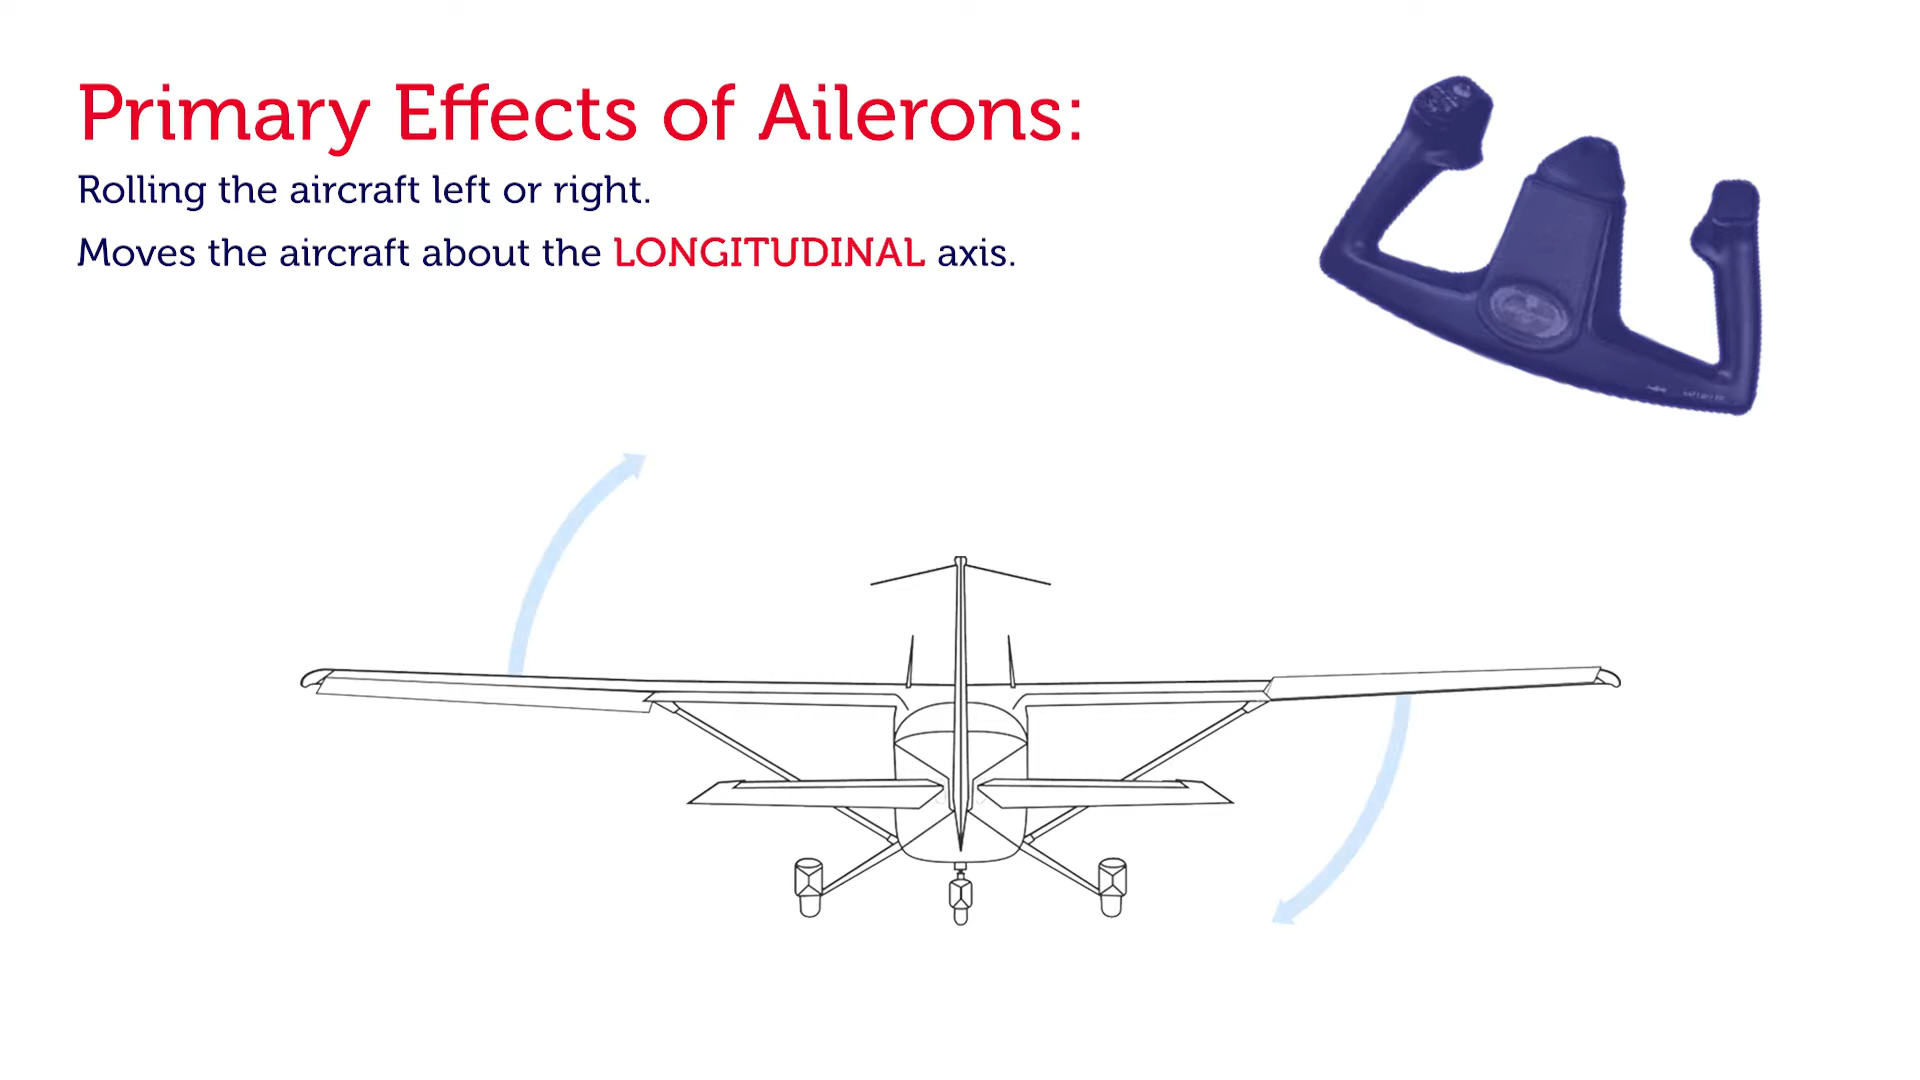 Primary Effects of Ailerons:
Rolling the aircraft left or right.
Moves the aircraft about the LONGITUDINAL axis.